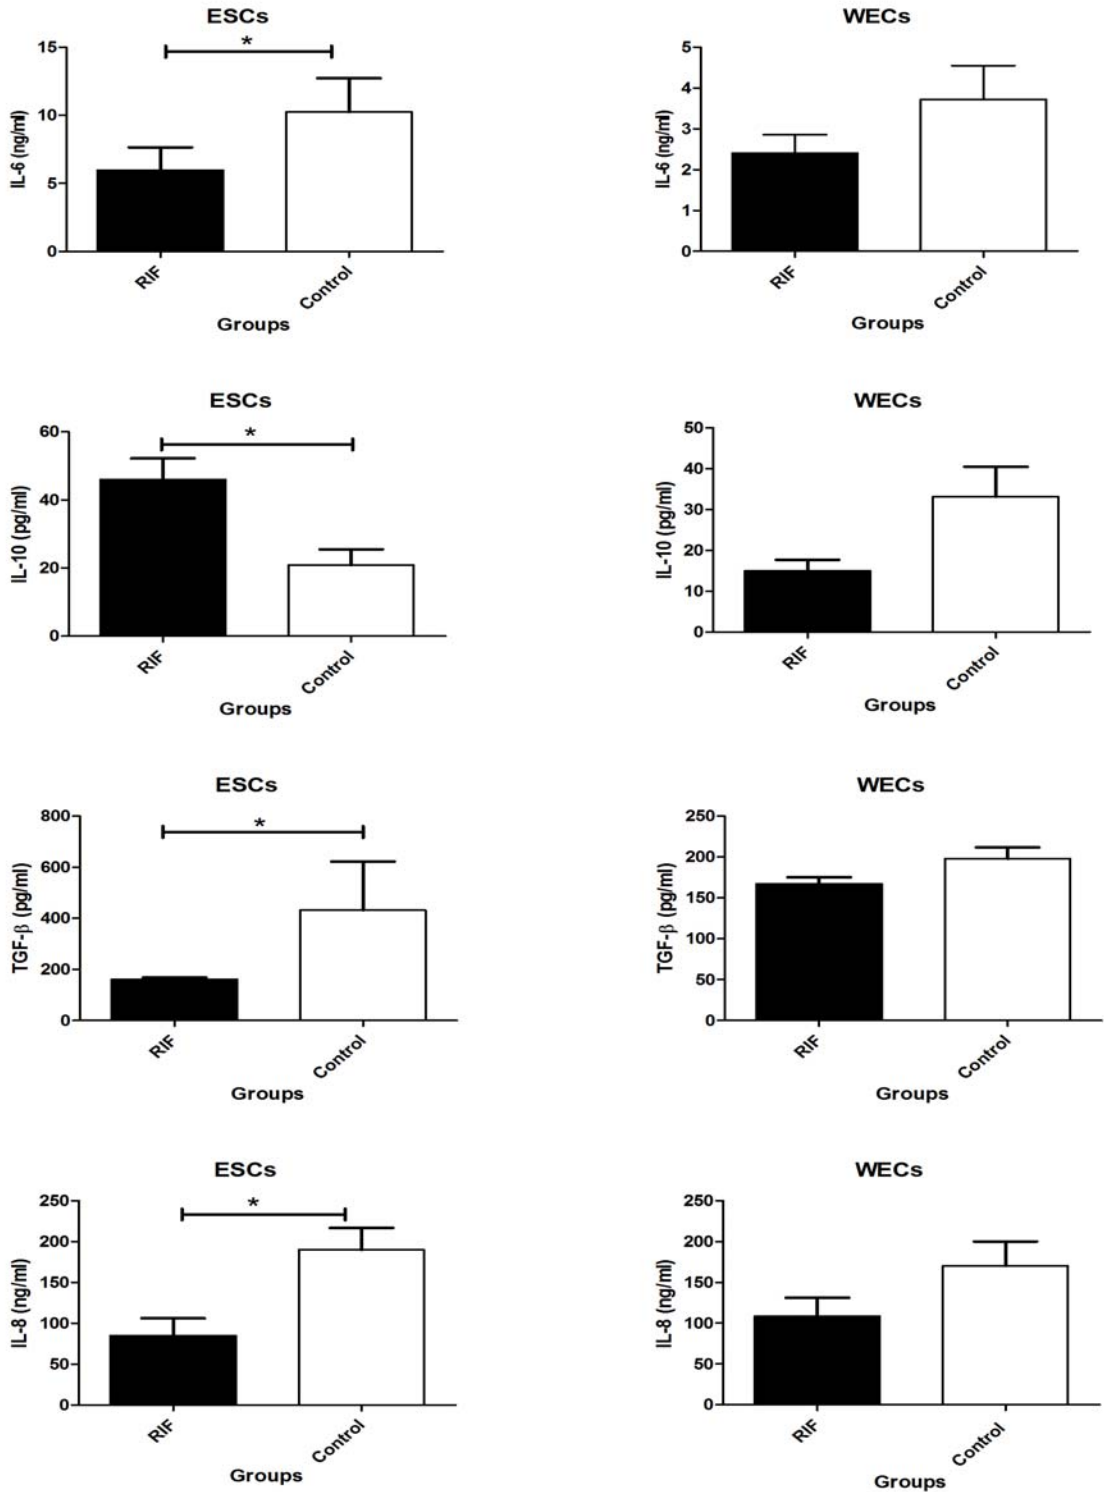 ESCs
*
15
10
5
0
IL-6 (ng/ml)
RIF
Control
Groups
WECs
5
4
3
2
1
0
IL-6 (ng/ml)
RIF
Control
Groups
ESCs
*
60
40
20
0
IL-10 (pg/ml)
RIF
Control
Groups
WECs
50
40
30
20
10
0
IL-10 (pg/ml)
RIF
Control
Groups
ESCs
*
800
600
400
200
0
TGF-β (pg/ml)
RIF
Control
Groups
WECs
250
200
150
100
50
0
TGF-β (pg/ml)
RIF
Control
Groups
ESCs
*
250
200
150
100
50
0
IL-8 (ng/ml)
RIF
Control
Groups
WECs
250
200
150
100
50
0
IL-8 (ng/ml)
RIF
Control
Groups